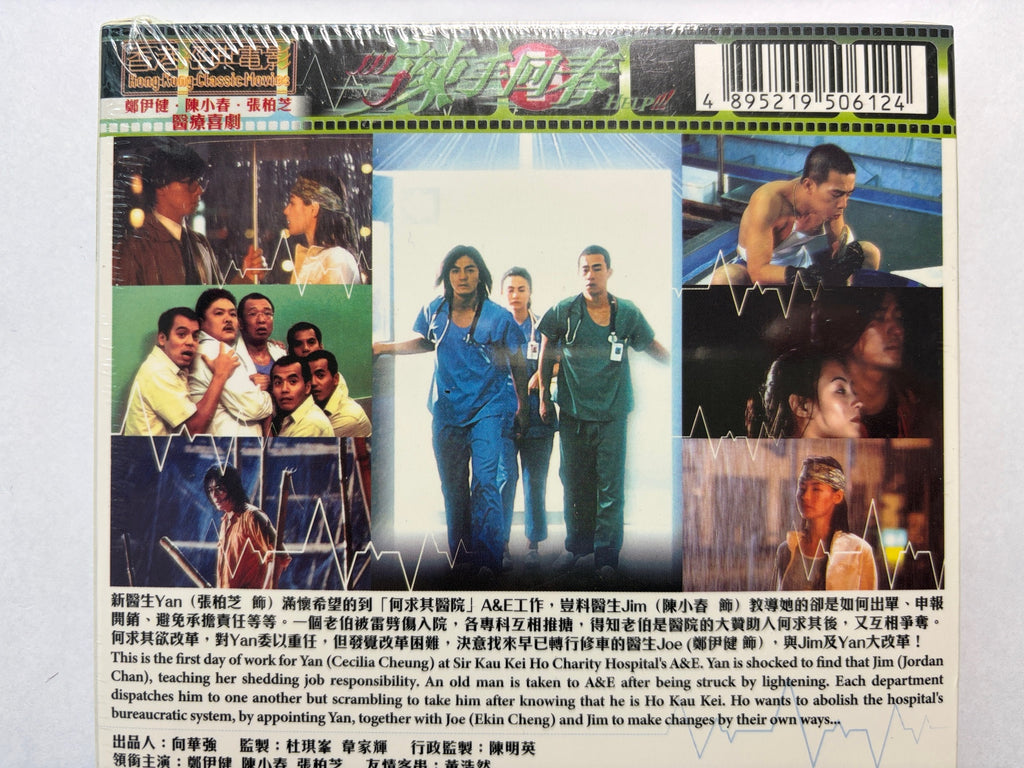 香港經典電影
Hong Kong Classic Movies
鄭伊健·陳小春·張柏芝
醫療喜劇
!!!辣手回春
HELP!!!
4 895219 506124
新醫生Yan（張柏芝 飾）滿懷希望的到「何求其醫院」A&E工作，豈料醫生Jim（陳小春 飾）教導她的卻是如何出單、申報
開銷、避免承擔責任等等。一個老伯被雷劈傷入院，各專科互相推搪，得知老伯是醫院的大贊助人何求其後，又互相爭奪。
何求其欲改革，對Yan委以重任，但發覺改革困難，決意找來早已轉行修車的醫生Joe (鄭伊健 飾)，與Jim及Yan大改革！
This is the first day of work for Yan (Cecilia Cheung) at Sir Kau Kei Ho Charity Hospital's A&E. Yan is shocked to find that Jim (Jordan
Chan), teaching her shedding job responsibility. An old man is taken to A&E after being struck by lightening. Each department
dispatches him to one another but scrambling to take him after knowing that he is Ho Kau Kei. Ho wants to abolish the hospital's
bureaucratic system, by appointing Yan, together with Joe (Ekin Cheng) and Jim to make changes by their own ways...
出品人：向華強 監製：杜琪峯 韋家輝 行政監製：陳明英
領銜主演：鄭伊健 陳小春 張柏芝 友情客串：黃浩然